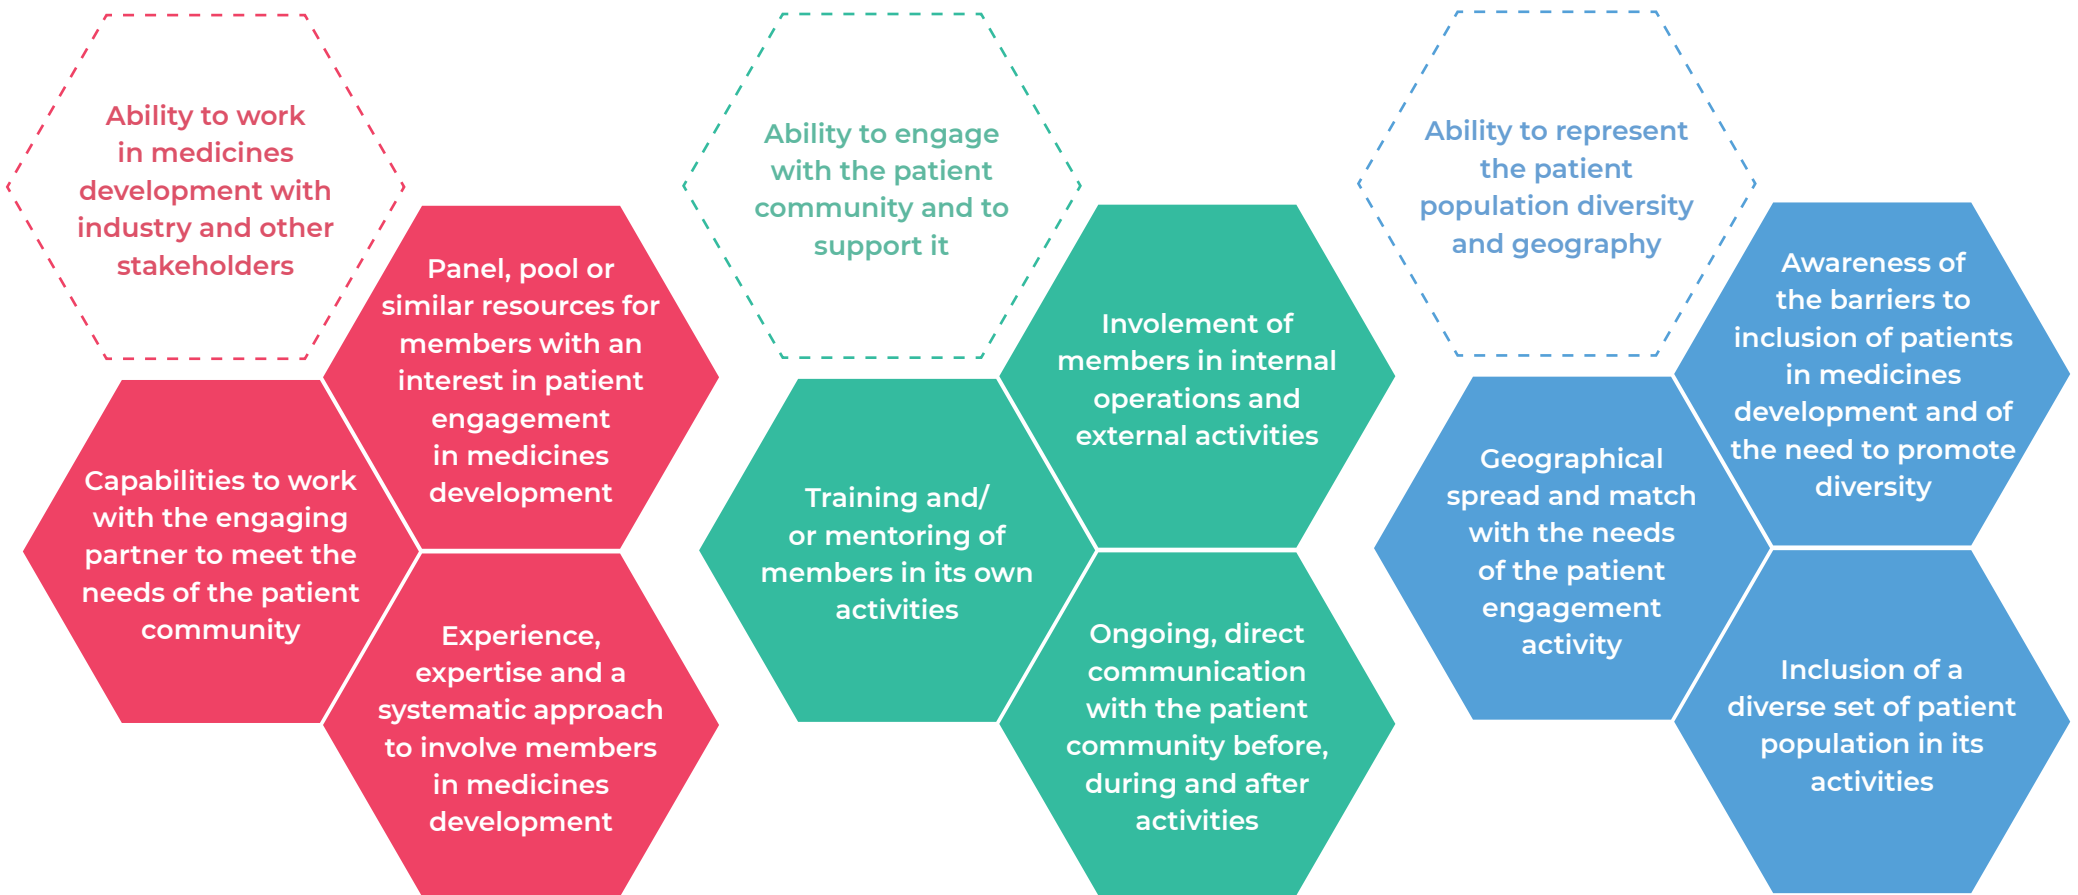 Ability to work
in medicines
development with
industry and other
stakeholders
Panel, pool or
similar resources for
members with an
interest in patient
engagement
in medicines
development
Capabilities to work
with the engaging
partner to meet the
needs of the patient
community
Experience,
expertise and a
systematic approach
to involve members
in medicines
development
Ability to engage
with the patient
community and to
support it
Involement of
members in internal
operations and
external activities
Training and/
or mentoring of
members in its own
activities
Ongoing, direct
communication
with the patient
community before,
during and after
activities
Ability to represent
the patient
population diversity
and geography
Awareness of
the barriers to
inclusion of patients
in medicines
development and of
the need to promote
diversity
Geographical
spread and match
with the needs
of the patient
engagement
activity
Inclusion of a
diverse set of patient
population in its
activities